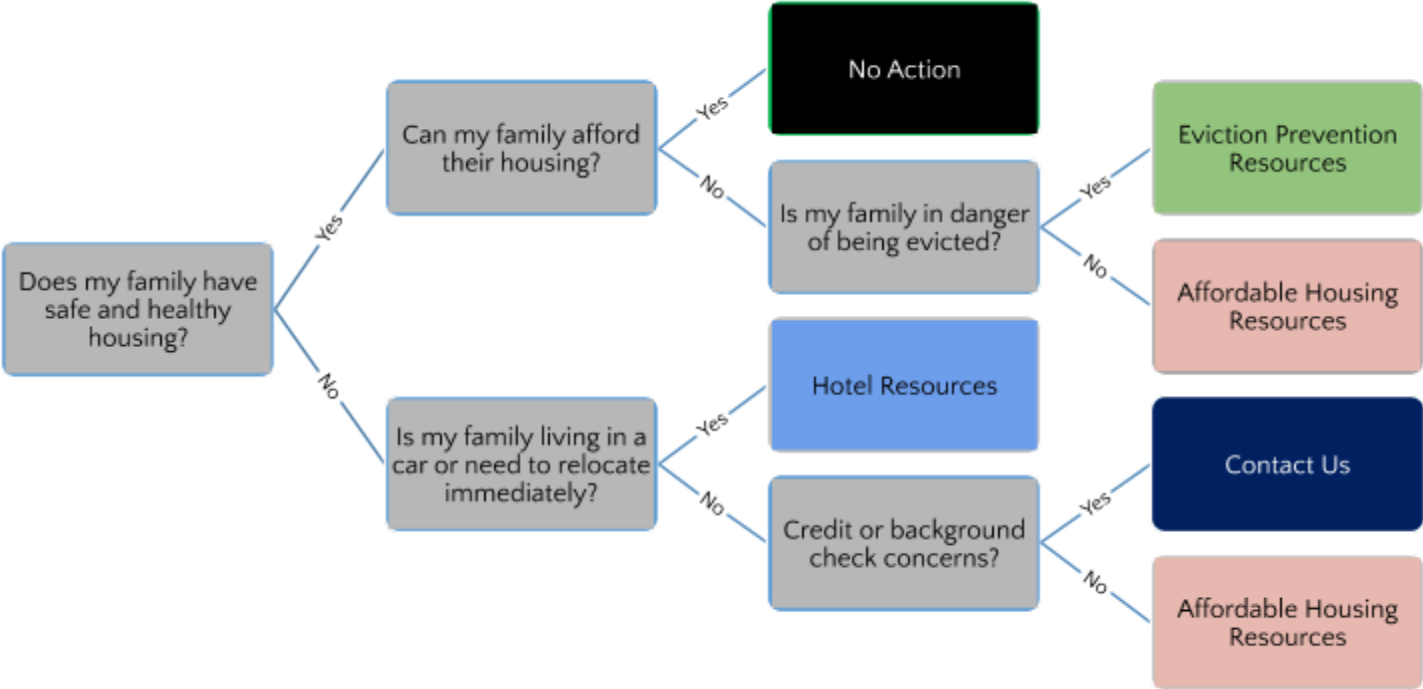 Does my family have
safe and healthy
housing?
Yes
No
Can my family afford
their housing?
Yes
No
No Action
Is my family in danger
of being evicted?
Yes
No
Eviction Prevention
Resources
Affordable Housing
Resources
Is my family living in a
car or need to relocate
immediately?
Yes
No
Hotel Resources
Credit or background
check concerns?
Yes
No
Contact Us
Affordable Housing
Resources